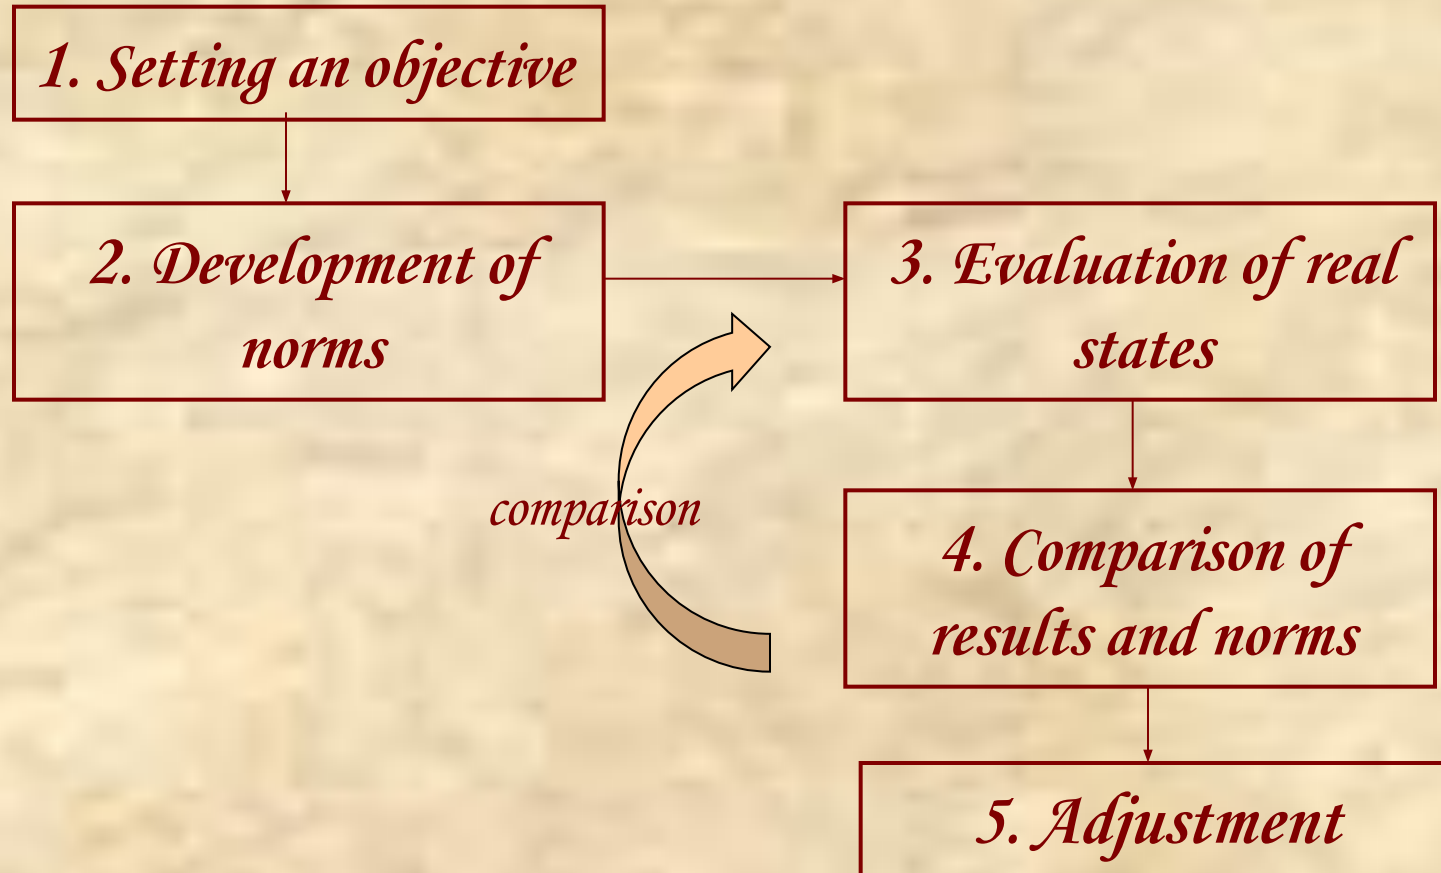 1. Setting an objective
2. Development of
norms
3. Evaluation of real
states
comparison
4. Comparison of
results and norms
5. Adjustment